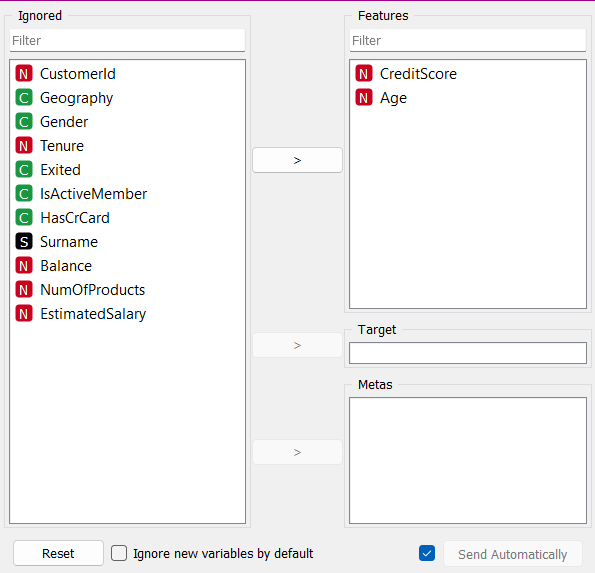 Ignored
Filter
N CustomerId
C Geography
C Gender
N Tenure
C Exited
C IsActiveMember
C HasCrCard
S Surname
N Balance
N NumOfProducts
N EstimatedSalary
>
>
>
Features
Filter
N CreditScore
N Age
Target
Metas
Reset
Ignore new variables by default
Send Automatically